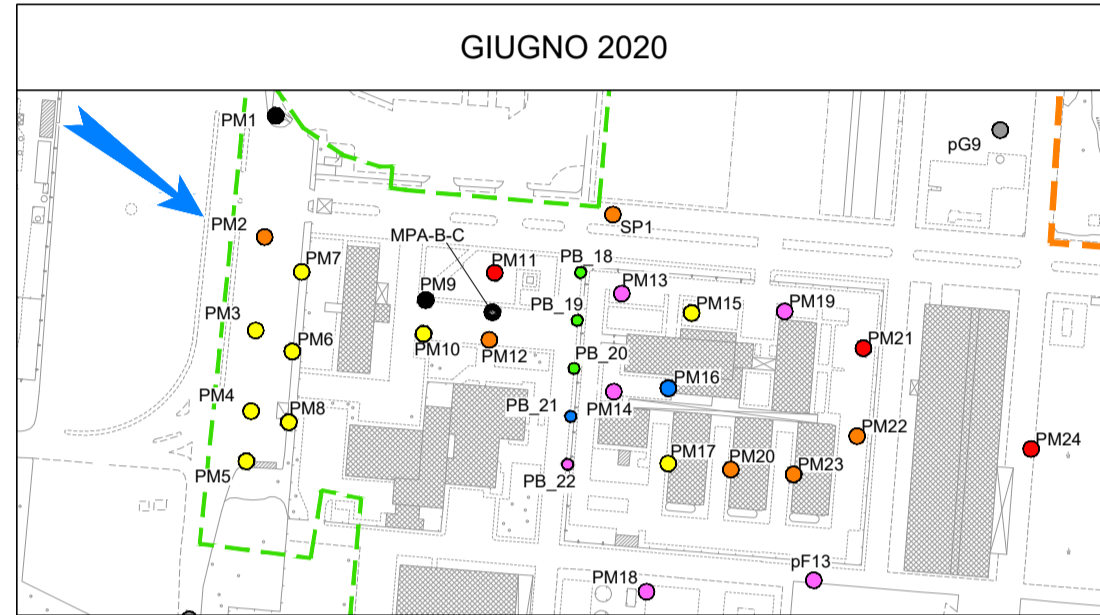 GIUGNO 2020
PM1
pG9
PM2
SP1
MPA-B-C
PM7
PM11
PB_18
PM13
PM9
PM15
PM19
PB_19
PM3
PM6
PM10
PM12
PM21
PB_20
PM16
PM4
PM8
PB_21
PM14
PM22
PM5
PB_22
PM17
PM20
PM23
PM24
PM18
pF13